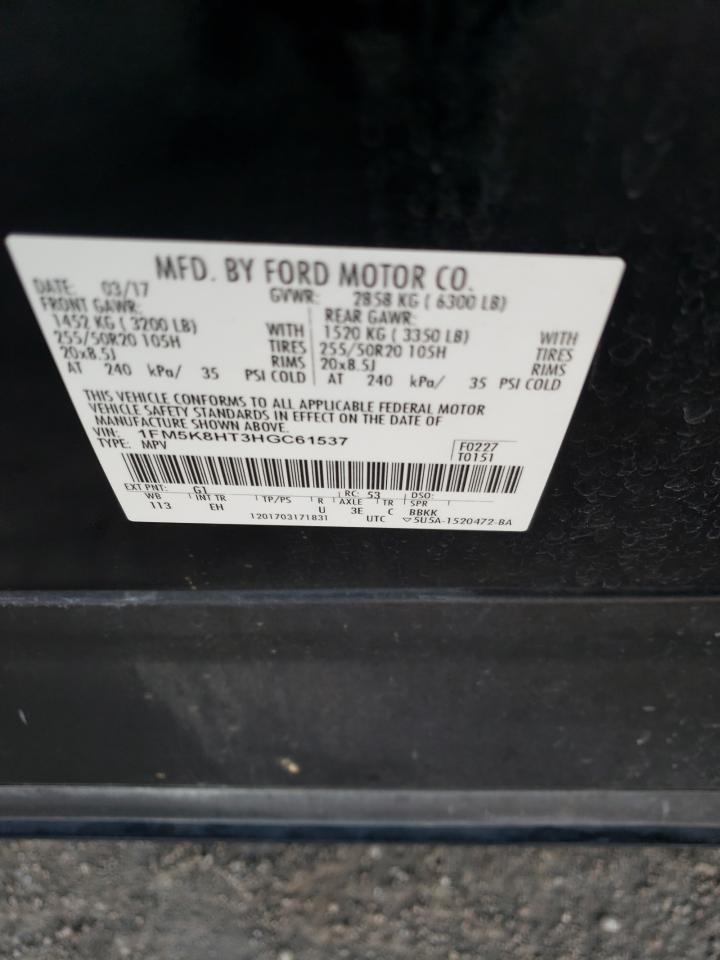 MFD. BY FORD MOTOR CO.
DATE: 03/17 GVWR: 2858 KG ( 6300 LB)
FRONT GAWR: REAR GAWR:
1452 KG ( 3200 LB) WITH 1520 KG ( 3350 LB) WITH
255/50R20 105H TIRES 255/50R20 105H TIRES
20x8.5J RIMS 20x8.5J RIMS
AT 240 kPa/ 35 PSI COLD AT 240 kPa/ 35 PSI COLD
THIS VEHICLE CONFORMS TO ALL APPLICABLE FEDERAL MOTOR
VEHICLE SAFETY STANDARDS IN EFFECT ON THE DATE OF
MANUFACTURE SHOWN ABOVE.
VIN: 1FM5K8HT3HGC61537 F0227
TYPE: MPV T0151
EXT PNT: G1 RC: 53 DSO:
WB INT TR TP/PS R AXLE TR SPR
113 EH U 3E C BBKK
1201703171831 UTC ▽5U5A-1520472-BA